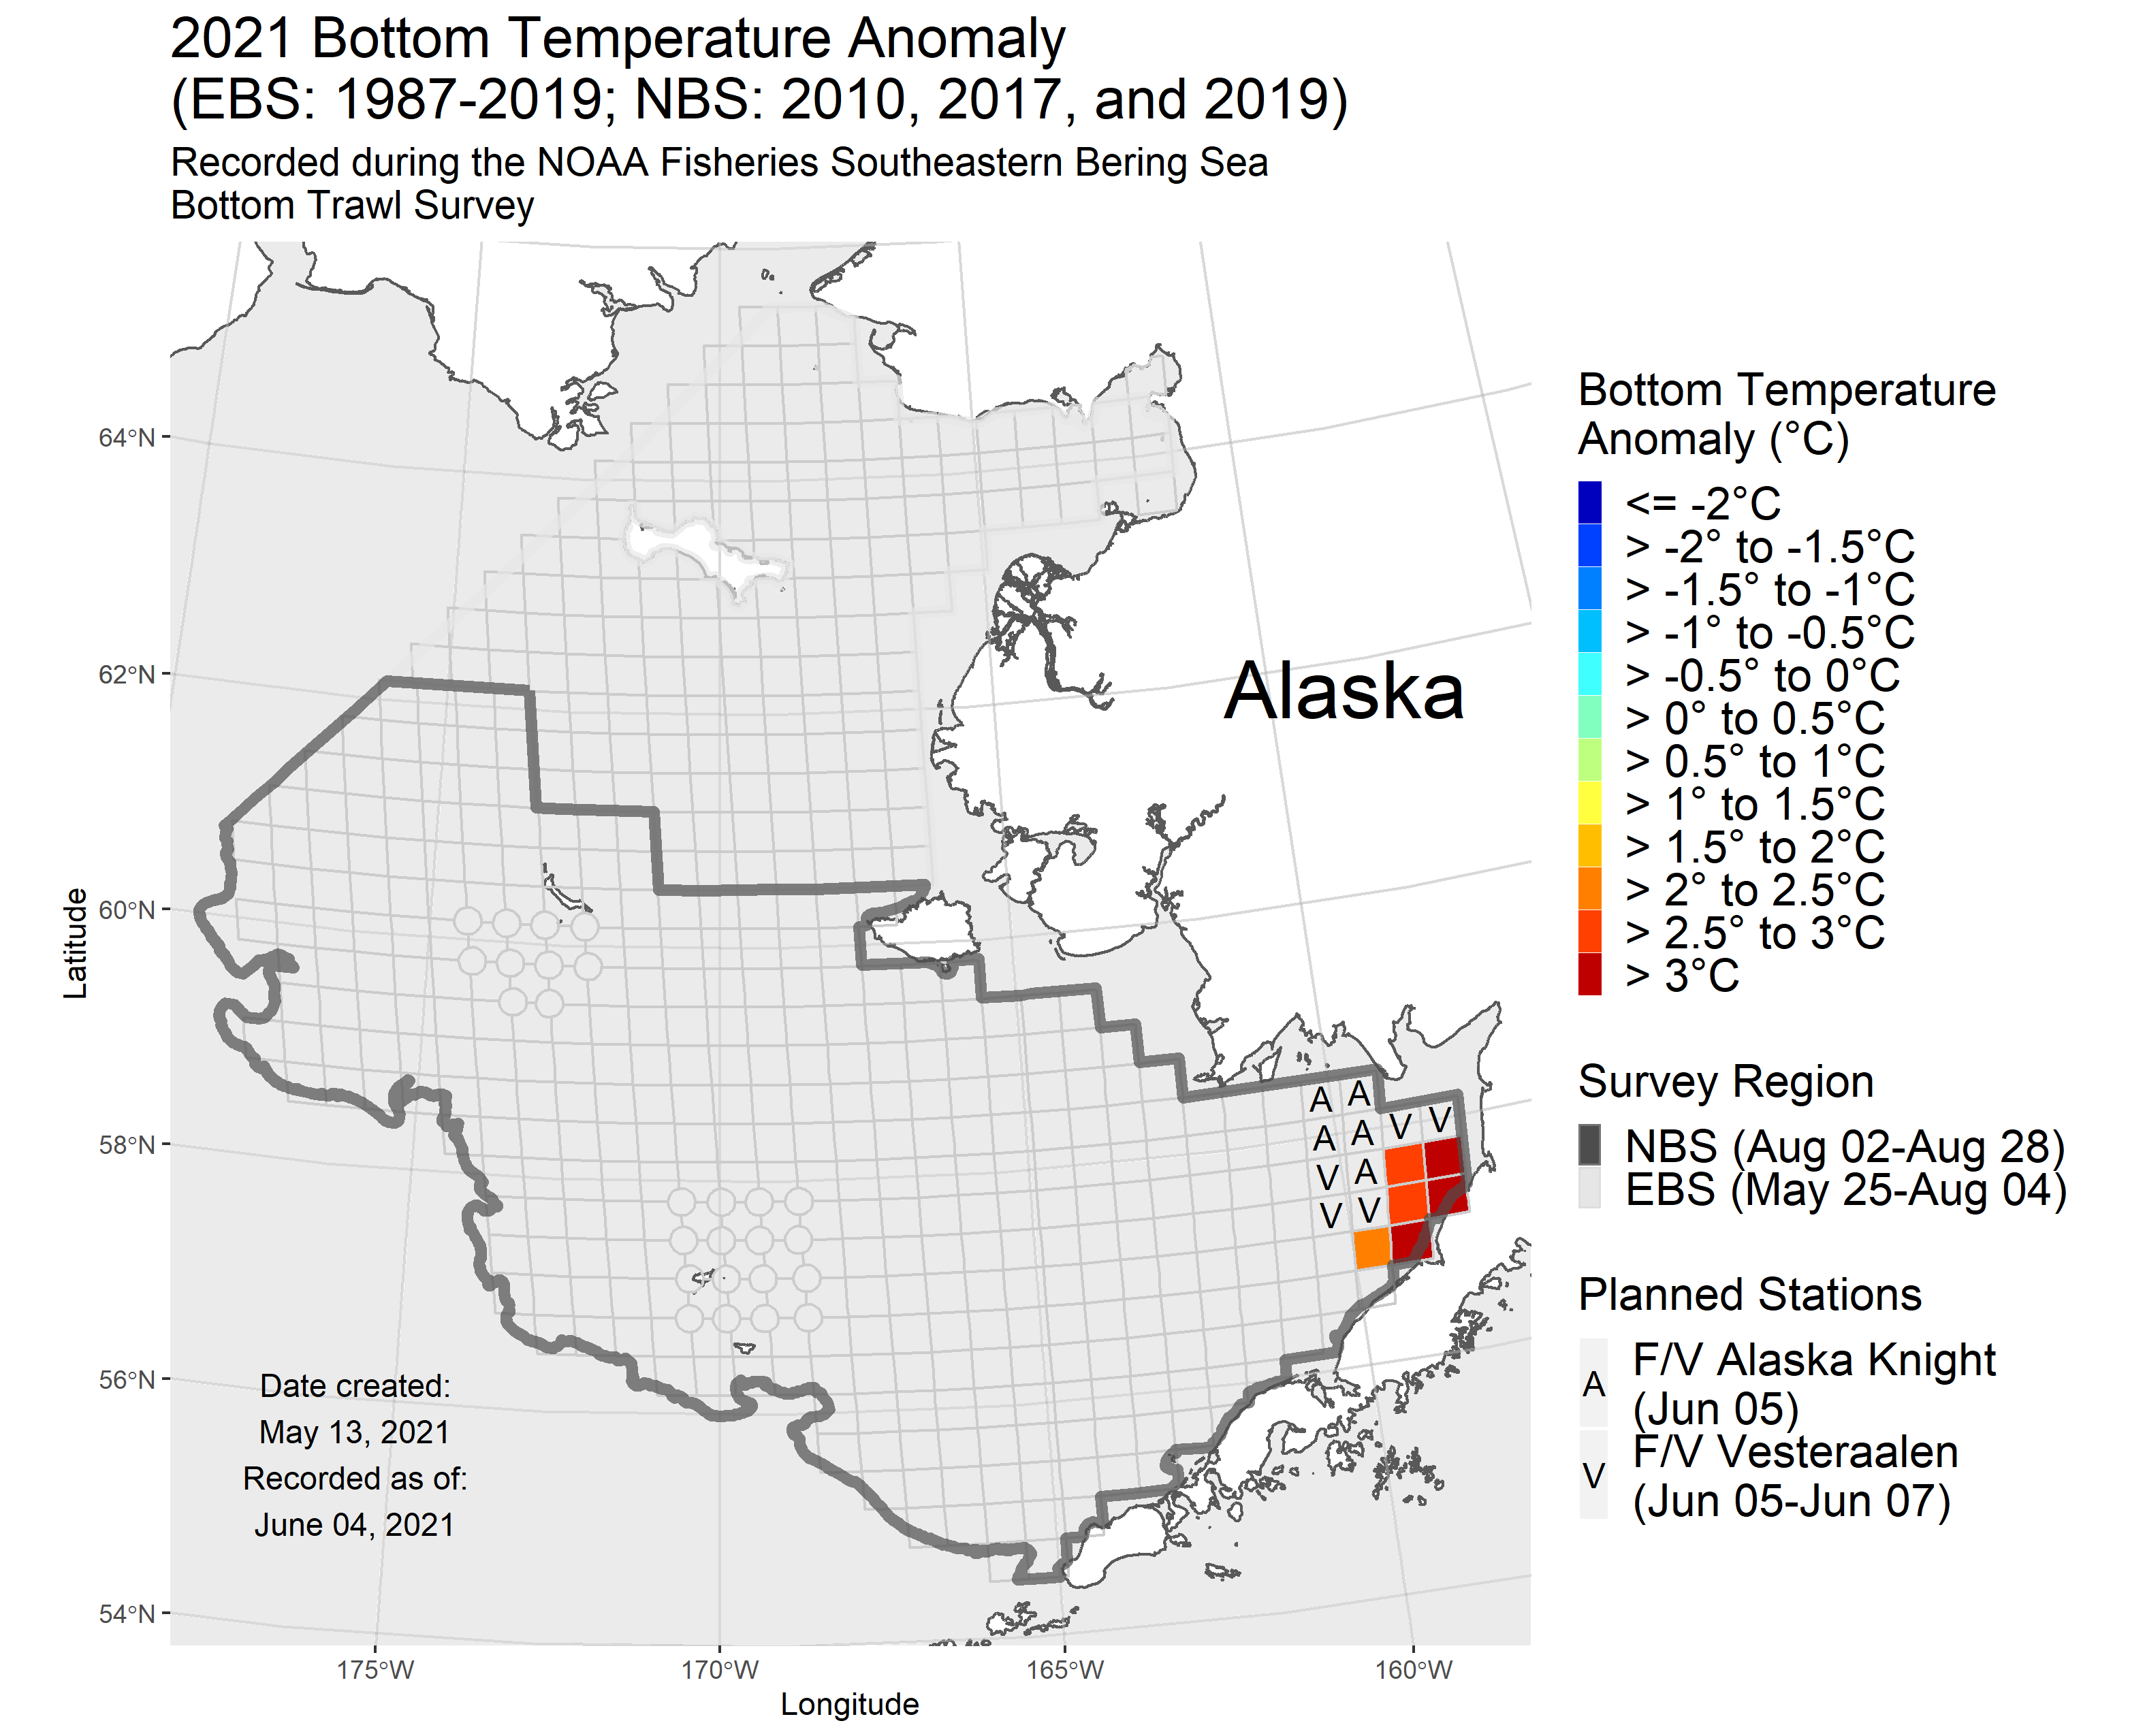 2021 Bottom Temperature Anomaly
(EBS: 1987-2019; NBS: 2010, 2017, and 2019)
Recorded during the NOAA Fisheries Southeastern Bering Sea
Bottom Trawl Survey
64°N
62°N
60°N
58°N
56°N
54°N
Latitude
175°W
170°W
165°W
160°W
Longitude
Alaska
A A
A A V V
V A
V V
Date created:
May 13, 2021
Recorded as of:
June 04, 2021
Bottom Temperature
Anomaly (°C)
<= -2°C
> -2° to -1.5°C
> -1.5° to -1°C
> -1° to -0.5°C
> -0.5° to 0°C
> 0° to 0.5°C
> 0.5° to 1°C
> 1° to 1.5°C
> 1.5° to 2°C
> 2° to 2.5°C
> 2.5° to 3°C
> 3°C
Survey Region
NBS (Aug 02-Aug 28)
EBS (May 25-Aug 04)
Planned Stations
A F/V Alaska Knight
(Jun 05)
V F/V Vesteraalen
(Jun 05-Jun 07)